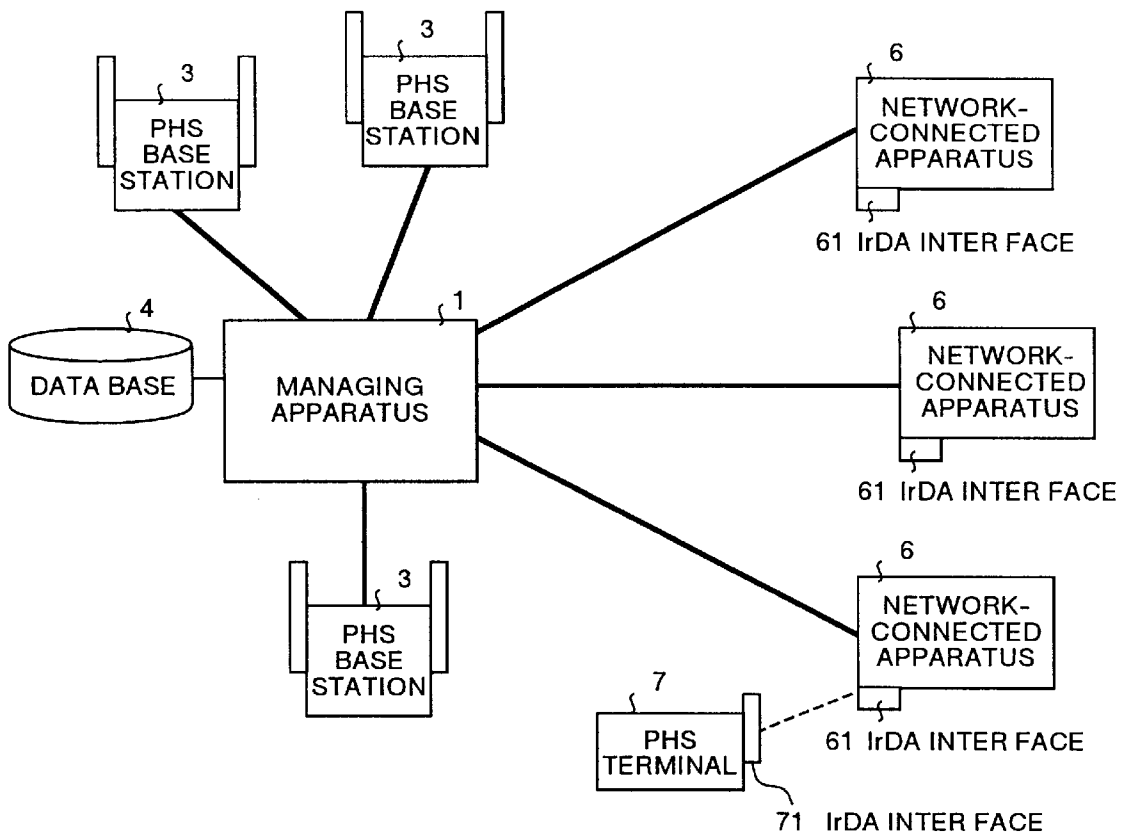 3
PHS
BASE
STATION
3
PHS
BASE
STATION
6
NETWORK-
CONNECTED
APPARATUS
61 IrDA INTER FACE
4
DATA BASE
1
MANAGING
APPARATUS
6
NETWORK-
CONNECTED
APPARATUS
61 IrDA INTER FACE
3
PHS
BASE
STATION
6
NETWORK-
CONNECTED
APPARATUS
61 IrDA INTER FACE
7
PHS
TERMINAL
71 IrDA INTER FACE